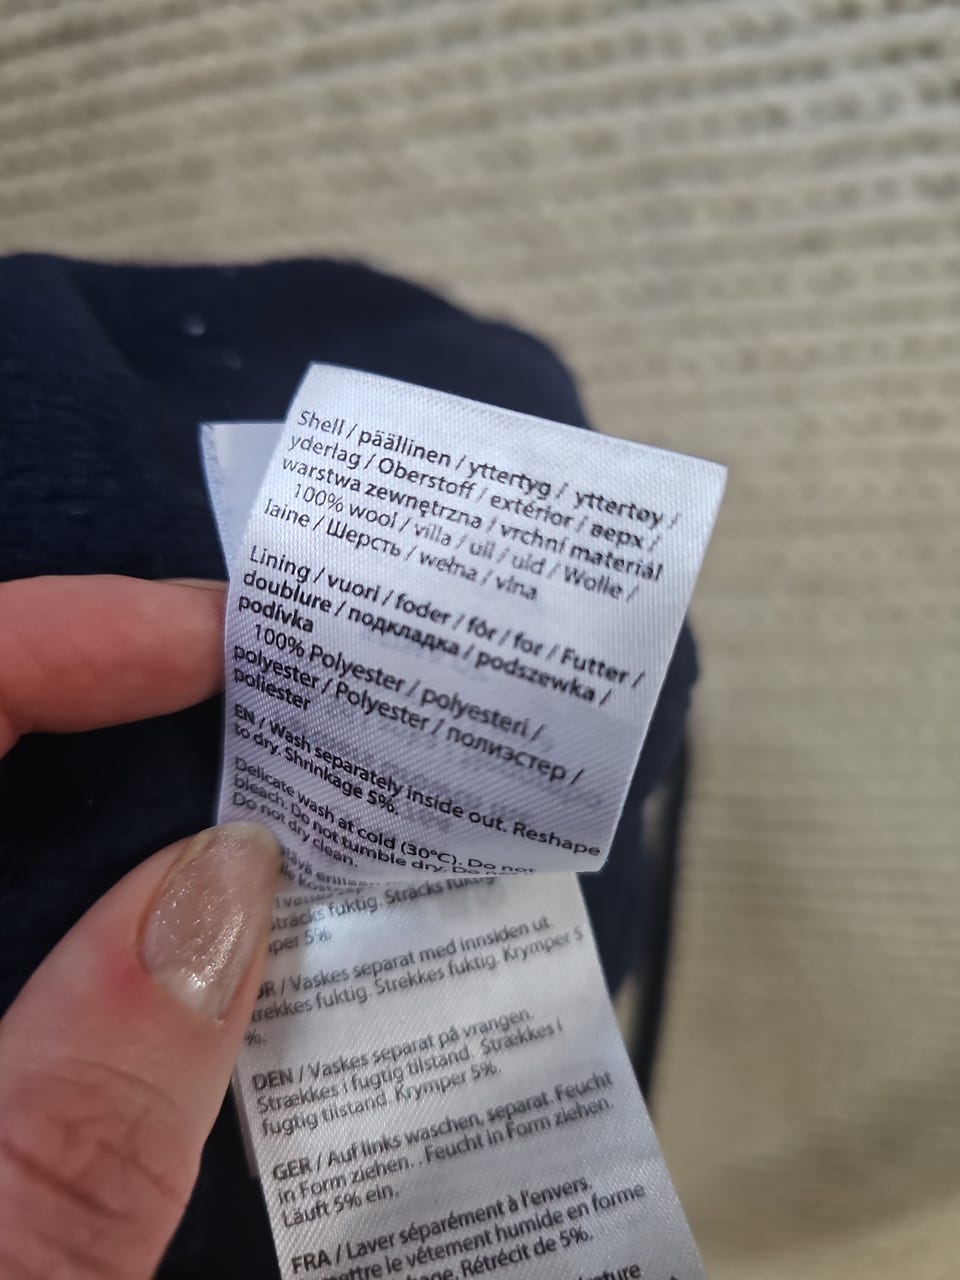 Shell / päällinen / yttertyg / yttertøy /
yderlag / Oberstoff / extérior / верх /
warstwa zewnętrzna / vrchní materiál
100% wool / villa / ull / uld / Wolle /
laine / Шерсть / wełna / vlna
Lining / vuori / foder / fôr / for / Futter /
doublure / подкладка / podszewka /
podívka
100% Polyester / polyesteri /
polyester / Polyester / полиэстер /
poliester
EN / Wash separately inside out. Reshape
to dry. Shrinkage 5%.
Delicate wash at cold (30°C). Do not
bleach. Do not tumble dry. Do
Do not dry clean.
Sträcks fuktig. Sträcks fuktig.
per 5%
OR / Vaskes separat med innsiden ut.
trekkes fuktig. Strekkes fuktig. Krymper 5
%.
DEN / Vaskes separat på vrangen.
Strækkes i fugtig tilstand. Strækkes i
fugtig tilstand. Krymper 5%.
GER / Auf links waschen, separat. Feucht
in Form ziehen. . Feucht in Form ziehen.
Läuft 5% ein.
FRA / Laver séparément à l'envers.
mettre le vêtement humide en forme
Rétrécit de 5%.